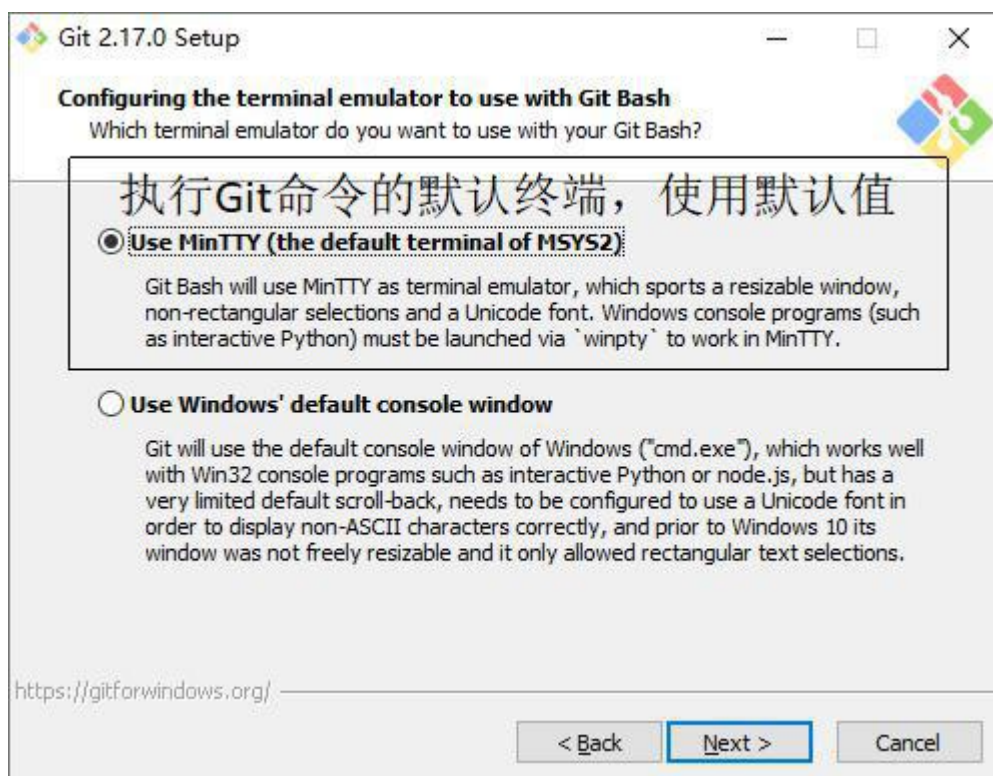 Git 2.17.0 Setup
Configuring the terminal emulator to use with Git Bash
Which terminal emulator do you want to use with your Git Bash?
执行Git命令的默认终端，使用默认值
Use MinTTY (the default terminal of MSYS2)
Git Bash will use MinTTY as terminal emulator, which sports a resizable window,
non-rectangular selections and a Unicode font. Windows console programs (such
as interactive Python) must be launched via `winpty` to work in MinTTY.
Use Windows' default console window
Git will use the default console window of Windows ("cmd.exe"), which works well
with Win32 console programs such as interactive Python or node.js, but has a
very limited default scroll-back, needs to be configured to use a Unicode font in
order to display non-ASCII characters correctly, and prior to Windows 10 its
window was not freely resizable and it only allowed rectangular text selections.
https://gitforwindows.org/
< Back Next > Cancel